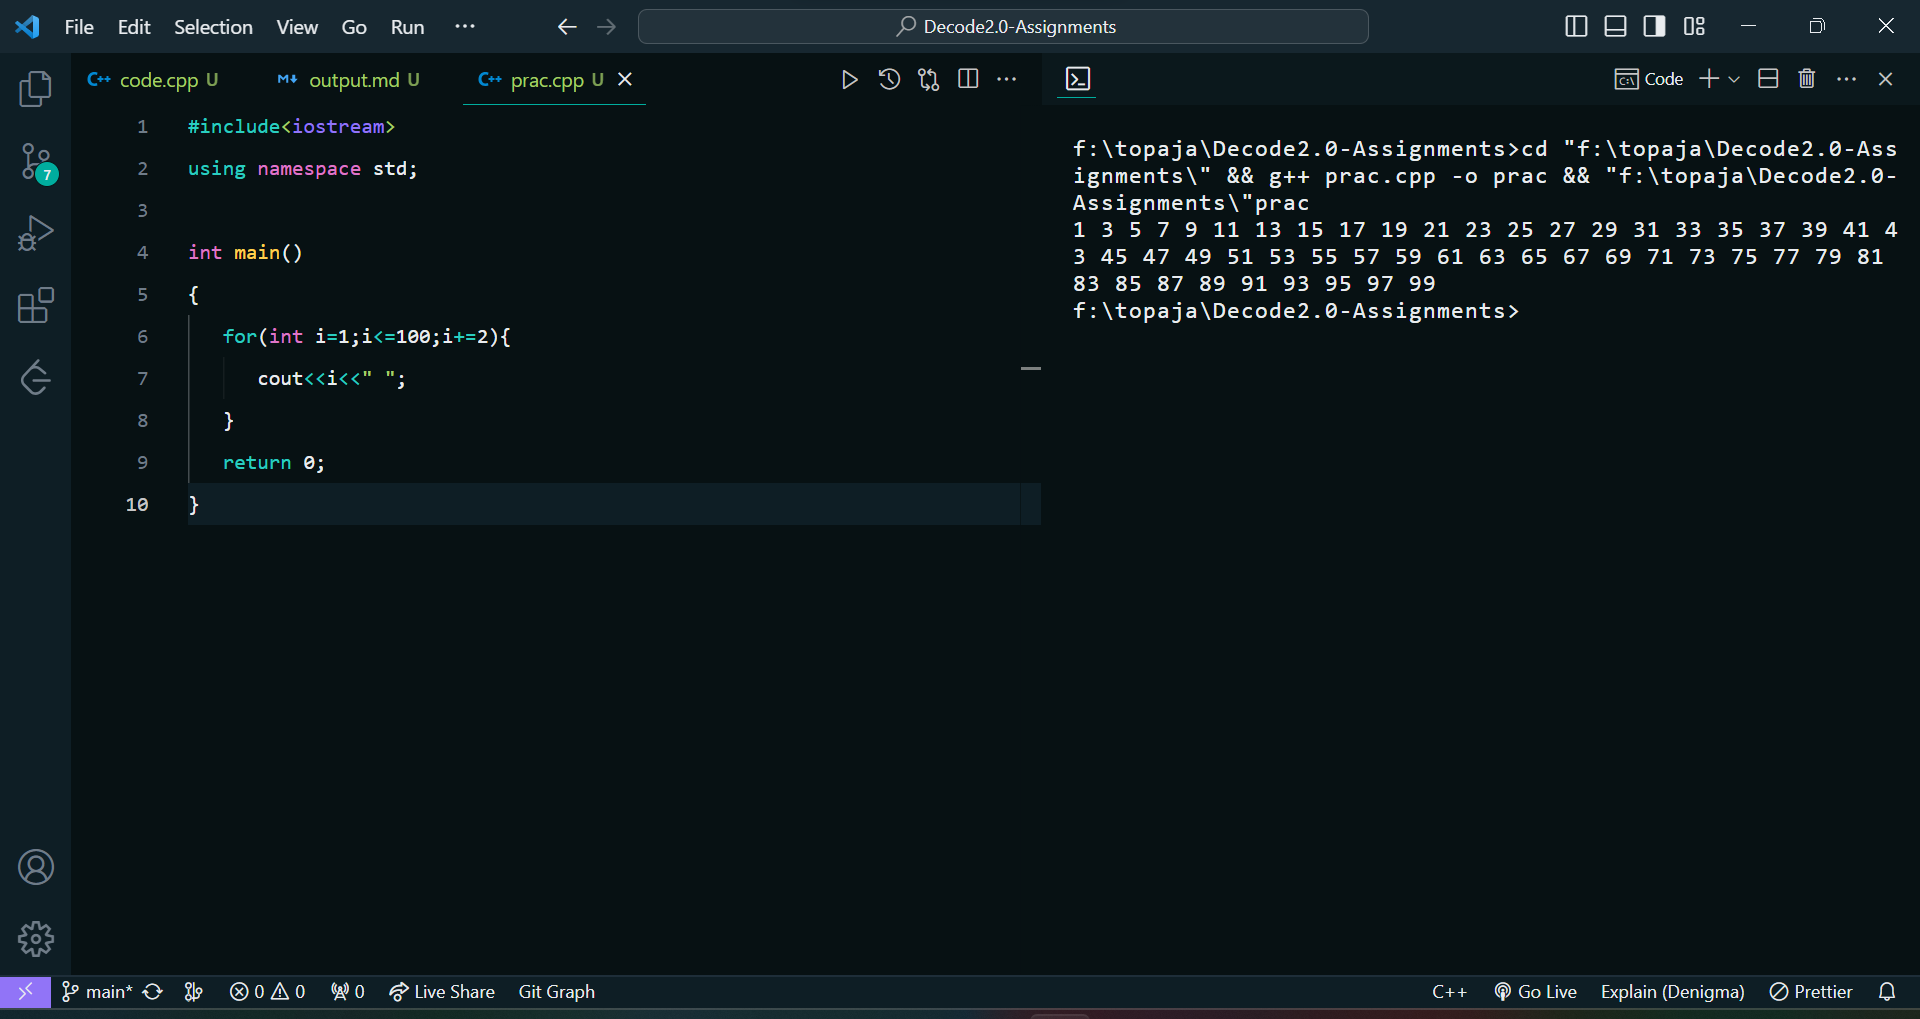 File Edit Selection View Go Run ··· Decode2.0-Assignments
C++ code.cpp U M↓ output.md U C++ prac.cpp U
Code
1 #include<iostream>
2 using namespace std;
3
4 int main()
5 {
6 for(int i=1;i<=100;i+=2){
7 cout<<i<<" ";
8 }
9 return 0;
10 }
7
f:\topaja\Decode2.0-Assignments>cd "f:\topaja\Decode2.0-Ass
ignments\" && g++ prac.cpp -o prac && "f:\topaja\Decode2.0-
Assignments\"prac
1 3 5 7 9 11 13 15 17 19 21 23 25 27 29 31 33 35 37 39 41 4
3 45 47 49 51 53 55 57 59 61 63 65 67 69 71 73 75 77 79 81
83 85 87 89 91 93 95 97 99
f:\topaja\Decode2.0-Assignments>
main* 0 0 0 Live Share Git Graph C++ Go Live Explain (Denigma) Prettier